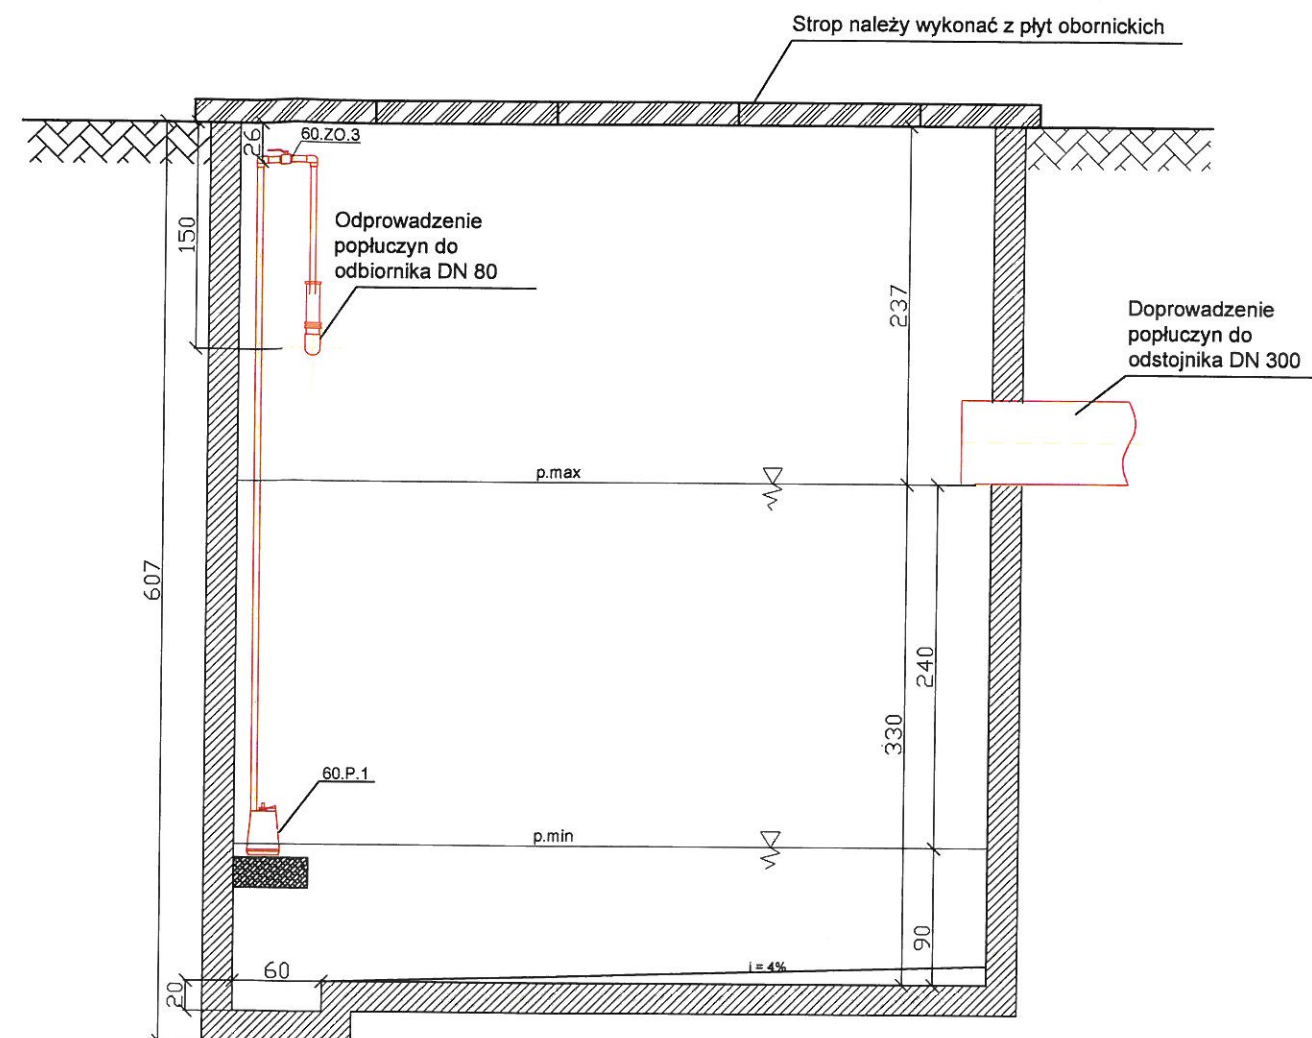 Strop należy wykonać z płyt obornickich
26
60.ZO.3
150
Odprowadzenie
popłuczyn do
odbiornika DN 80
237
Doprowadzenie
popłuczyn do
odstojnika DN 300
p.max
607
240
330
60.P.1
p.min
90
60
i = 4%
20